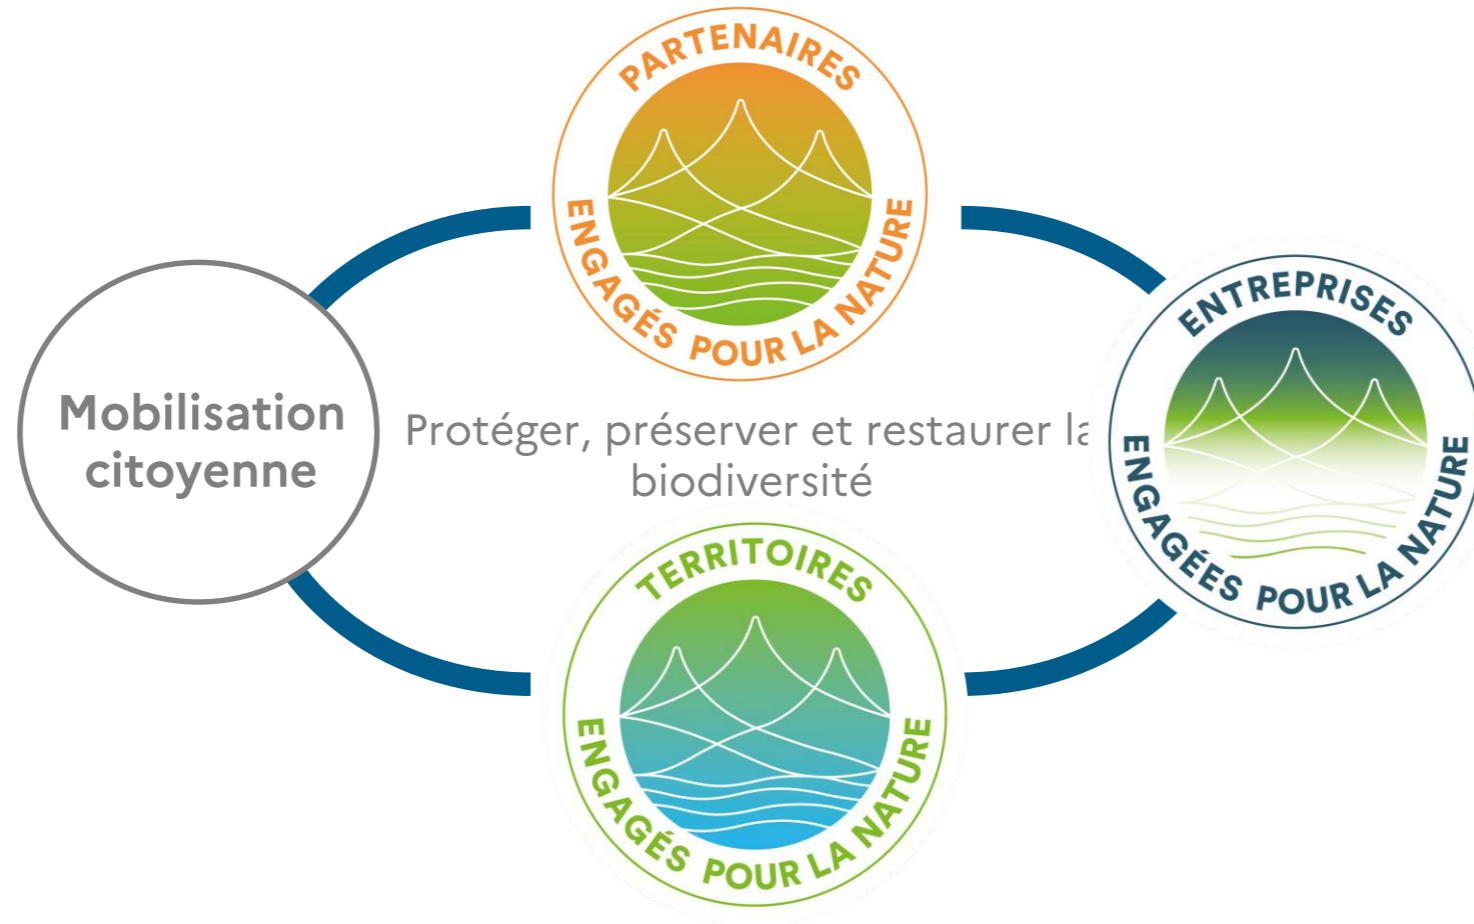 PARTENAIRES
ENGAGÉS POUR LA NATURE
Mobilisation
citoyenne
Protéger, préserver et restaurer la
biodiversité
ENTREPRISES
ENGAGÉES POUR LA NATURE
TERRITOIRES
ENGAGÉS POUR LA NATURE